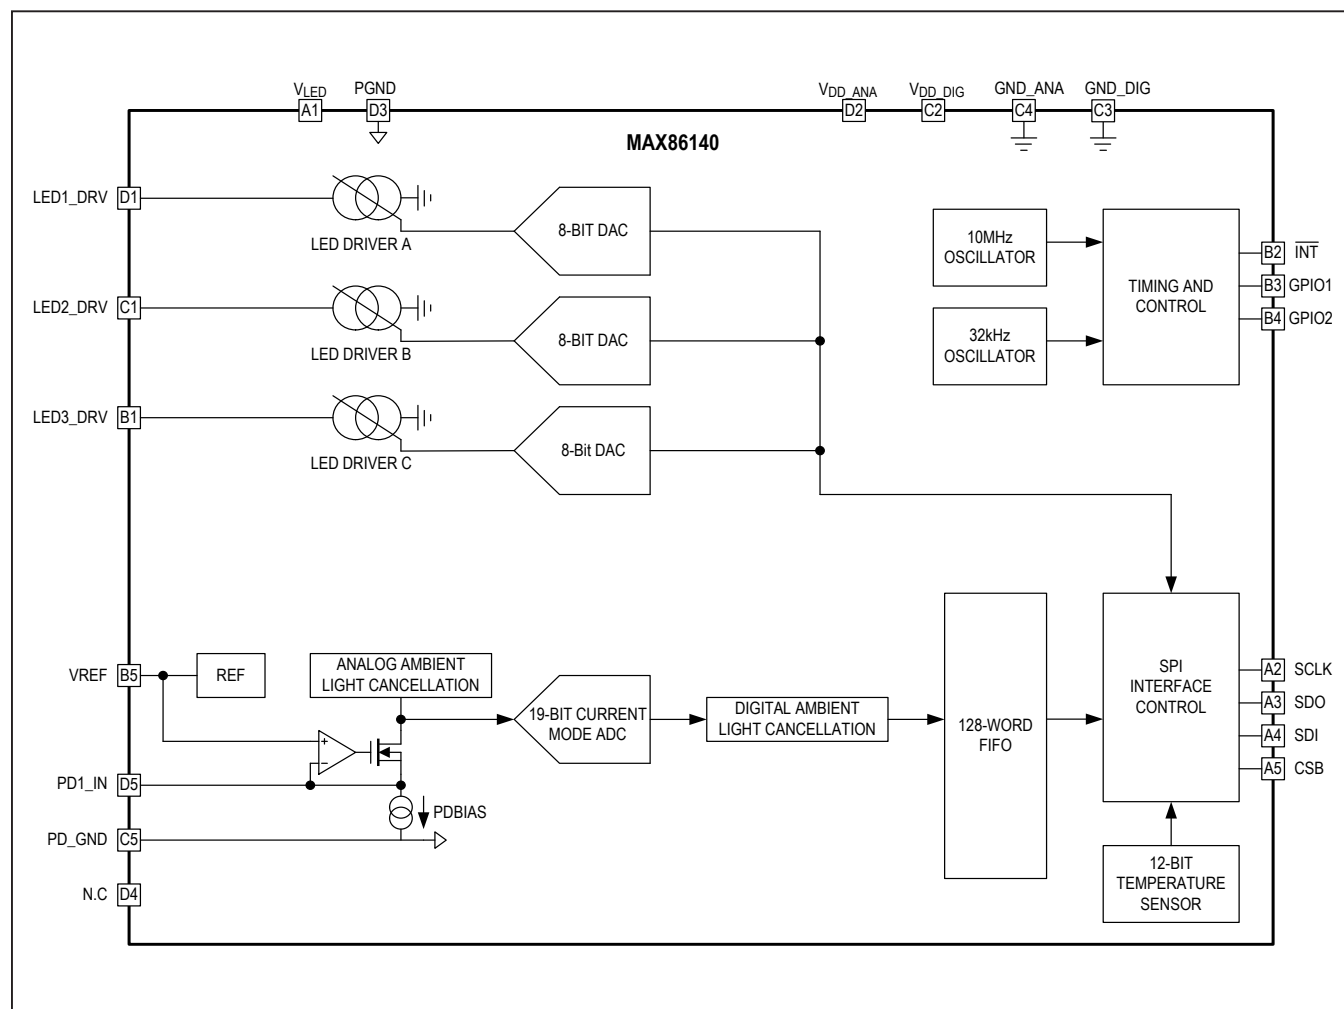 VLED PGND VDD_ANA VDD_DIG GND_ANA GND_DIG
A1 D3 D2 C2 C4 C3
MAX86140
LED1_DRV D1
LED DRIVER A
8-BIT DAC
LED2_DRV C1
LED DRIVER B
8-BIT DAC
LED3_DRV B1
LED DRIVER C
8-Bit DAC
10MHz
OSCILLATOR
32kHz
OSCILLATOR
TIMING AND
CONTROL
B2 INT
B3 GPIO1
B4 GPIO2
VREF B5
REF
ANALOG AMBIENT
LIGHT CANCELLATION
+
−
19-BIT CURRENT
MODE ADC
DIGITAL AMBIENT
LIGHT CANCELLATION
128-WORD
FIFO
SPI
INTERFACE
CONTROL
A2 SCLK
A3 SDO
A4 SDI
A5 CSB
PD1_IN D5
PDBIAS
PD_GND C5
N.C D4
12-BIT
TEMPERATURE
SENSOR